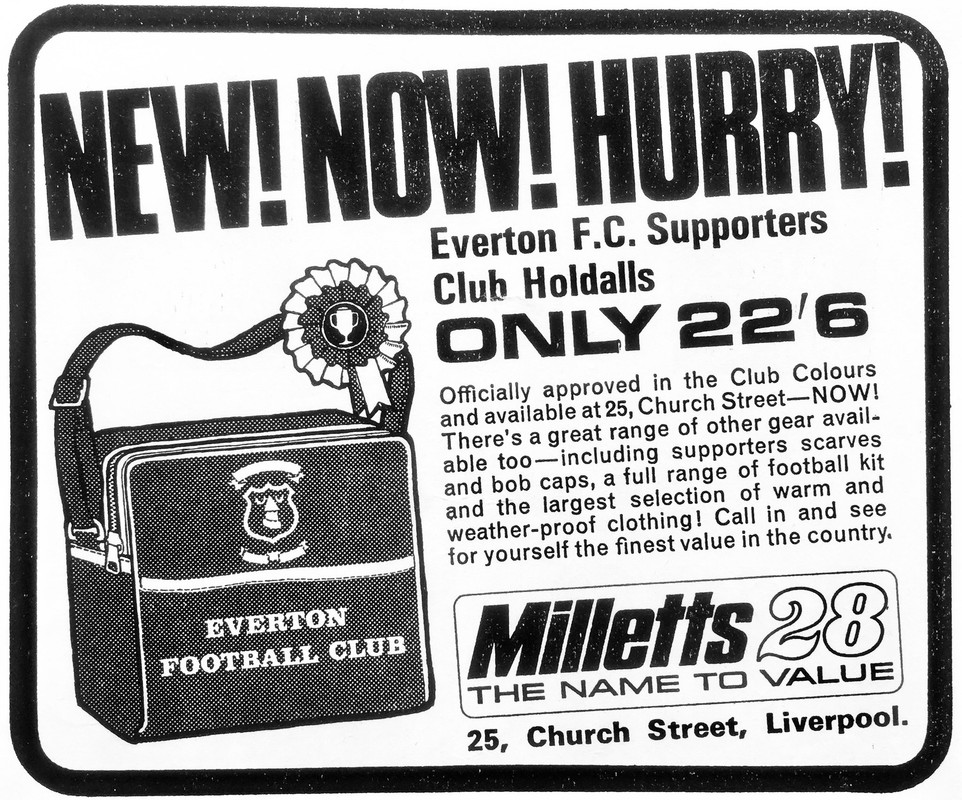 NEW! NOW! HURRY!
Everton F.C. Supporters
Club Holdalls
ONLY 22'6
Officially approved in the Club Colours
and available at 25, Church Street—NOW!
There's a great range of other gear avail-
able too—including supporters scarves
and bob caps, a full range of football kit
and the largest selection of warm and
weather-proof clothing! Call in and see
for yourself the finest value in the country.
EVERTON
FOOTBALL CLUB
Milletts 28
THE NAME TO VALUE
25, Church Street, Liverpool.